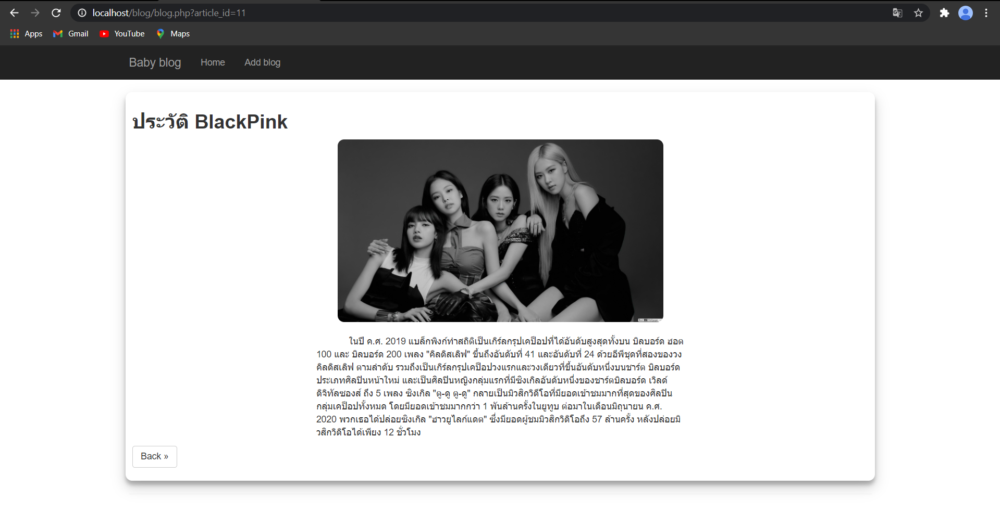 localhost/blog/blog.php?article_id=11
Apps Gmail YouTube Maps
Baby blog Home Add blog
ประวัติ BlackPink
ในปี ค.ศ. 2019 แบล็กพิงก์ทำสถิติเป็นเกิร์ลกรุปเคป็อปที่ได้อันดับสูงสุดทั้งบน บิลบอร์ด ฮอต
100 และ บิลบอร์ด 200 เพลง "คิลดิสเลิฟ" ขึ้นถึงอันดับที่ 41 และอันดับที่ 24 ด้วยอีพีชุดที่สองของวง
คิลดิสเลิฟ ตามลำดับ รวมถึงเป็นเกิร์ลกรุปเคป็อปวงแรกและวงเดียวที่ขึ้นอันดับหนึ่งบนชาร์ต บิลบอร์ด
ประเภทศิลปินหน้าใหม่ และเป็นศิลปินหญิงกลุ่มแรกที่มีซิงเกิลอันดับหนึ่งของชาร์ตบิลบอร์ด เวิลด์
ดิจิทัลซองส์ ถึง 5 เพลง ซิงเกิล "ตู-ดู ตู-ดู" กลายเป็นมิวสิกวิดีโอที่มียอดเข้าชมมากที่สุดของศิลปิน
กลุ่มเคป็อปทั้งหมด โดยมียอดเข้าชมมากกว่า 1 พันล้านครั้งในยูทูบ ต่อมาในเดือนมิถุนายน ค.ศ.
2020 พวกเธอได้ปล่อยซิงเกิล "ฮาวยูไลก์แดต" ซึ่งมียอดผู้ชมมิวสิกวิดิโอถึง 57 ล้านครั้ง หลังปล่อยมิ
วสิกวิดิโอได้เพียง 12 ชั่วโมง
Back »